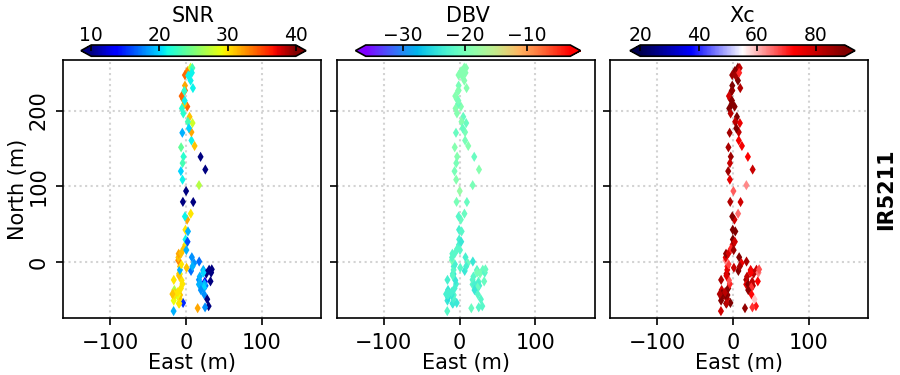 SNR DBV Xc
10 20 30 40 −30 −20 −10 20 40 60 80
North (m)
200
100
0
IR5211
−100 0 100 −100 0 100 −100 0 100
East (m) East (m) East (m)